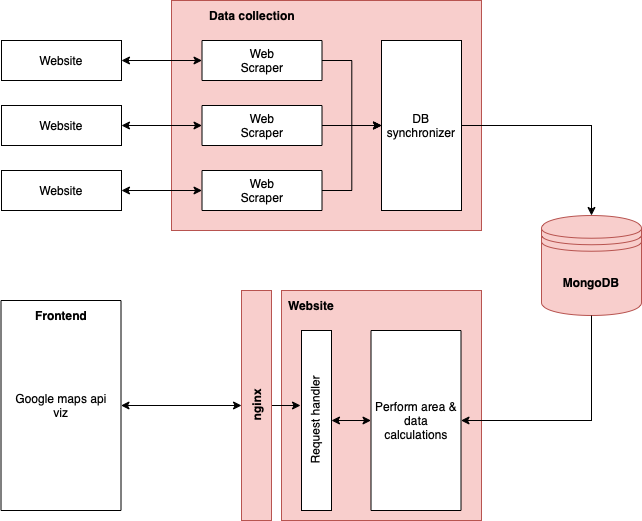 Data collection
Website
Web
Scraper
Website
Web
Scraper
Website
Web
Scraper
DB
synchronizer
MongoDB
Frontend
Google maps api
viz
nginx
Website
Request handler
Perform area &
data
calculations